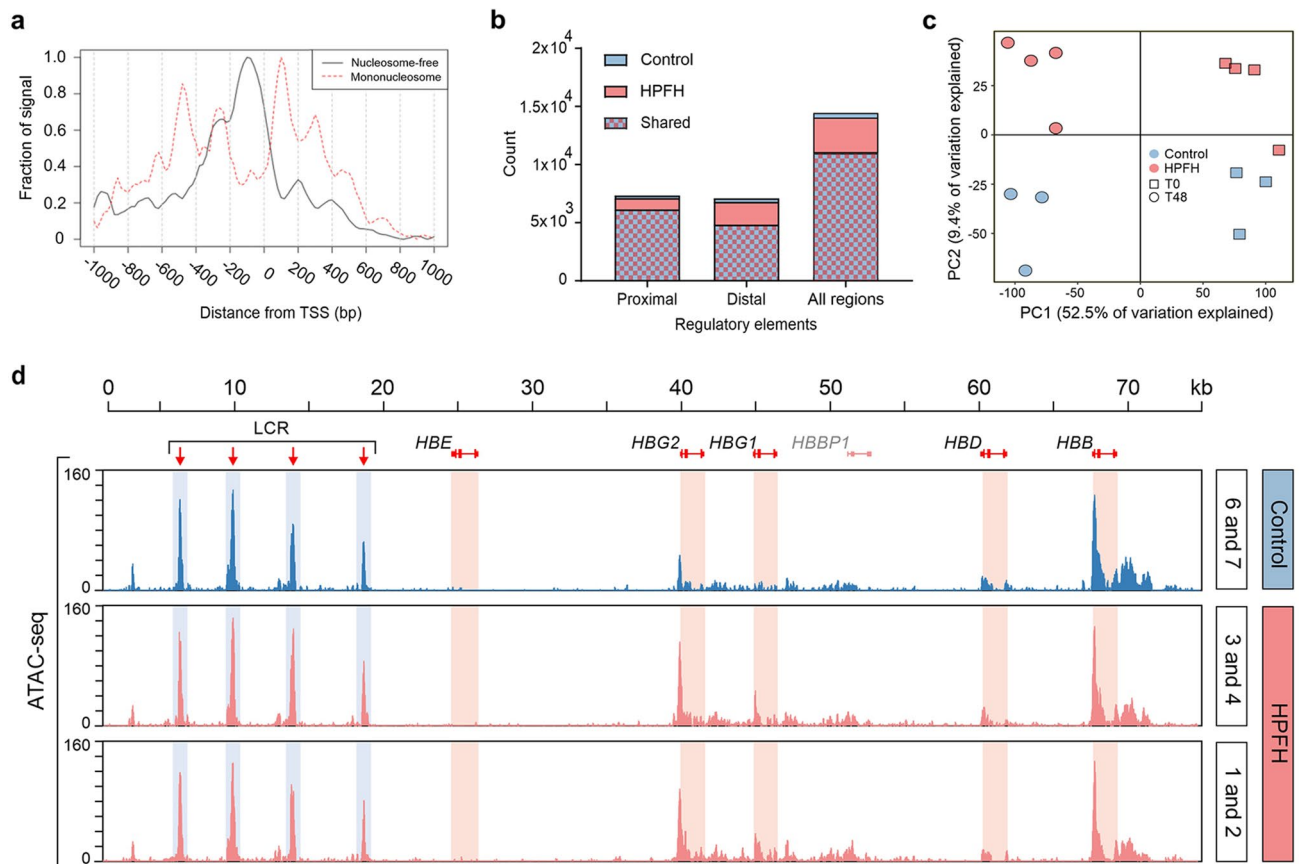 a
Nucleosome-free
Mononucleosome
Fraction of signal
1.0
0.8
0.6
0.4
0.2
0
-1000
-800
-600
-400
-200
0
200
400
600
800
1000
Distance from TSS (bp)
b
Control
HPFH
Shared
Count
2x10^4
1.5x10^4
1x10^4
5x10^3
0
Proximal
Distal
All regions
Regulatory elements
c
PC2 (9.4% of variation explained)
25
0
-25
-50
Control
HPFH
T0
T48
-100
-50
0
50
100
PC1 (52.5% of variation explained)
d
0 10 20 30 40 50 60 70 kb
LCR
HBE HBG2 HBG1 HBBP1 HBD HBB
ATAC-seq
160
0
6 and 7
Control
160
0
3 and 4
HPFH
160
0
1 and 2